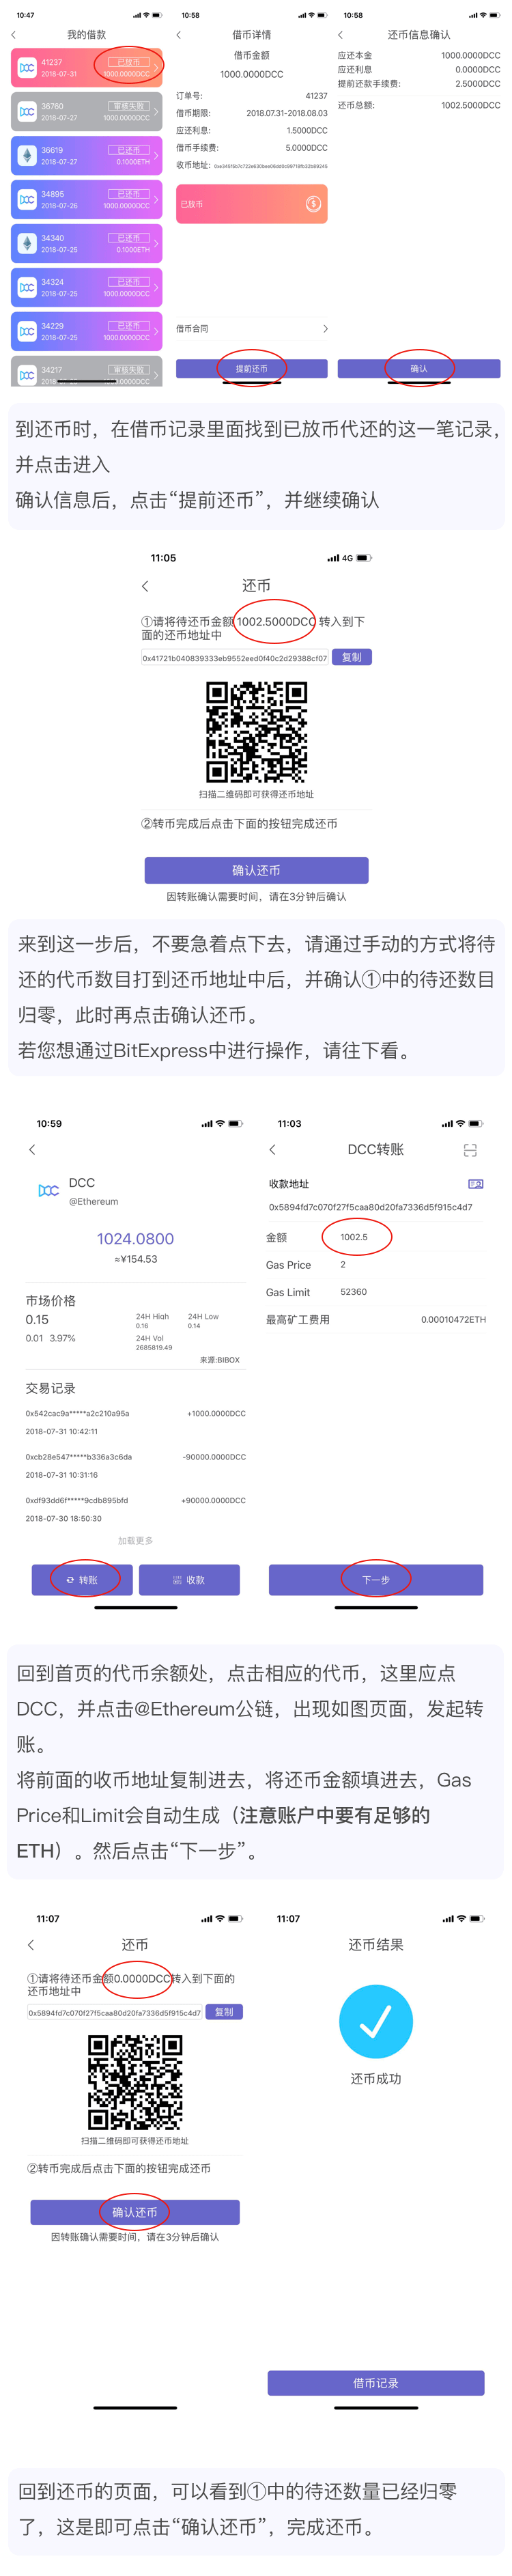 10:47
我的借款
41237
已放币
2018-07-31
1000.0000DCC
36760
审核失败
2018-07-27
1000.0000DCC
36619
已还币
2018-07-27
0.1000ETH
34895
已还币
2018-07-26
1000.0000DCC
34340
已还币
2018-07-25
0.1000ETH
34324
已还币
2018-07-25
1000.0000DCC
34229
已还币
2018-07-25
1000.0000DCC
34217
审核失败
10:58
借币详情
借币金额
1000.0000DCC
订单号: 41237
借币期限: 2018.07.31-2018.08.03
应还利息: 1.5000DCC
借币手续费: 5.0000DCC
收币地址:
已放币
借币合同
提前还币
10:58
还币信息确认
应还本金 1000.0000DCC
应还利息 0.0000DCC
提前还款手续费: 2.5000DCC
还币总额: 1002.5000DCC
确认
到还币时，在借币记录里面找到已放币代还的这一笔记录，
并点击进入
确认信息后，点击“提前还币”，并继续确认
11:05
4G
还币
①请将待还币金额1002.5000DCC 转入到下
面的还币地址中
0x41721b040839333eb9552eed0f40c2d29388cf07
复制
扫描二维码即可获得还币地址
②转币完成后点击下面的按钮完成还币
确认还币
因转账确认需要时间，请在3分钟后确认
来到这一步后，不要急着点下去，请通过手动的方式将待
还的代币数目打到还币地址中后，并确认①中的待还数目
归零，此时再点击确认还币。
若您想通过BitExpress中进行操作，请往下看。
10:59
DCC
@Ethereum
1024.0800
≈¥154.53
市场价格
0.15
0.01 3.97%
24H High
0.16
24H Low
0.14
24H Vol
2685819.49
来源:BIBOX
交易记录
0x542cac9a*****a2c210a95a +1000.0000DCC
2018-07-31 10:42:11
0xcb28e547*****b336a3c6da -90000.0000DCC
2018-07-31 10:31:16
0xdf93dd6f*****9cdb895bfd +90000.0000DCC
2018-07-30 18:50:30
加载更多
转账
收款
11:03
DCC转账
收款地址
0x5894fd7c070f27f5caa80d20fa7336d5f915c4d7
金额 1002.5
Gas Price 2
Gas Limit 52360
最高矿工费用 0.00010472ETH
下一步
回到首页的代币余额处，点击相应的代币，这里应点
DCC，并点击@Ethereum公链，出现如图页面，发起转
账。
将前面的收币地址复制进去，将还币金额填进去，Gas
Price和Limit会自动生成（注意账户中要有足够的
ETH）。然后点击“下一步”。
11:07
还币
①请将待还币金额0.0000DCC转入到下面的
还币地址中
0x5894fd7c070f27f5caa80d20fa7336d5f915c4d7
复制
扫描二维码即可获得还币地址
②转币完成后点击下面的按钮完成还币
确认还币
因转账确认需要时间，请在3分钟后确认
11:07
还币结果
还币成功
借币记录
回到还币的页面，可以看到①中的待还数量已经归零
了，这是即可点击“确认还币”，完成还币。